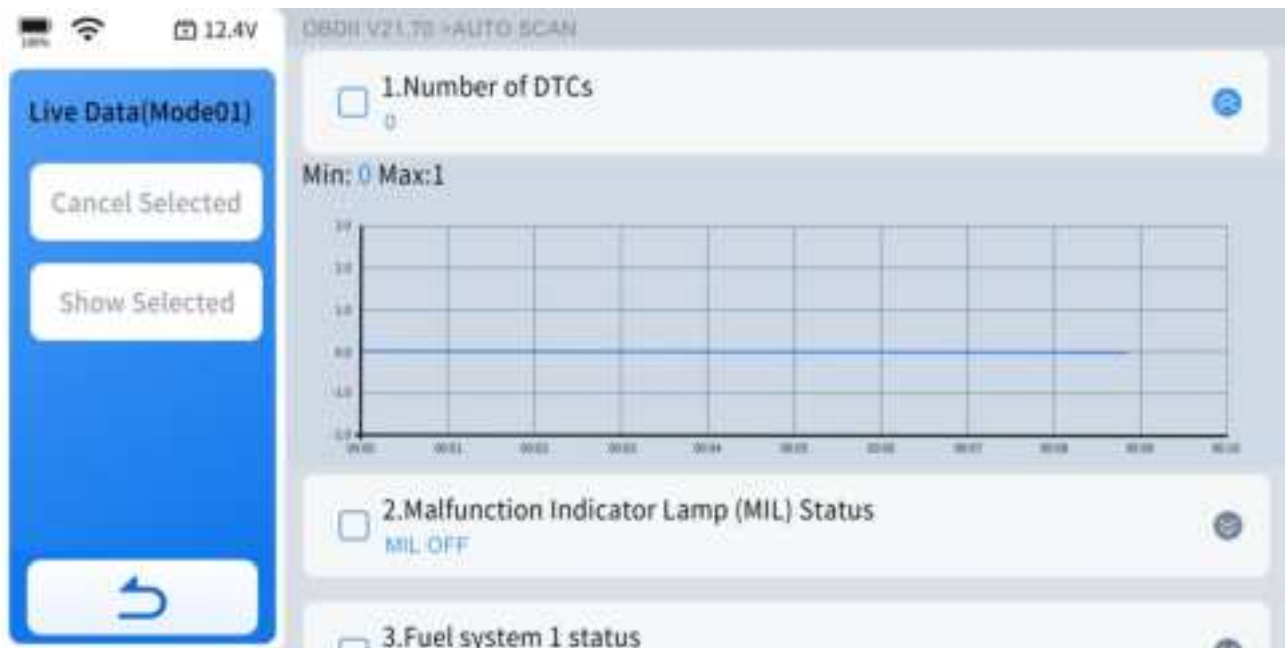 100%
12.4V
OBDII V21.70 >AUTO SCAN
Live Data(Mode01)
Cancel Selected
Show Selected
1.Number of DTCs
0
Min: 0 Max:1
2.Malfunction Indicator Lamp (MIL) Status
MIL OFF
3.Fuel system 1 status